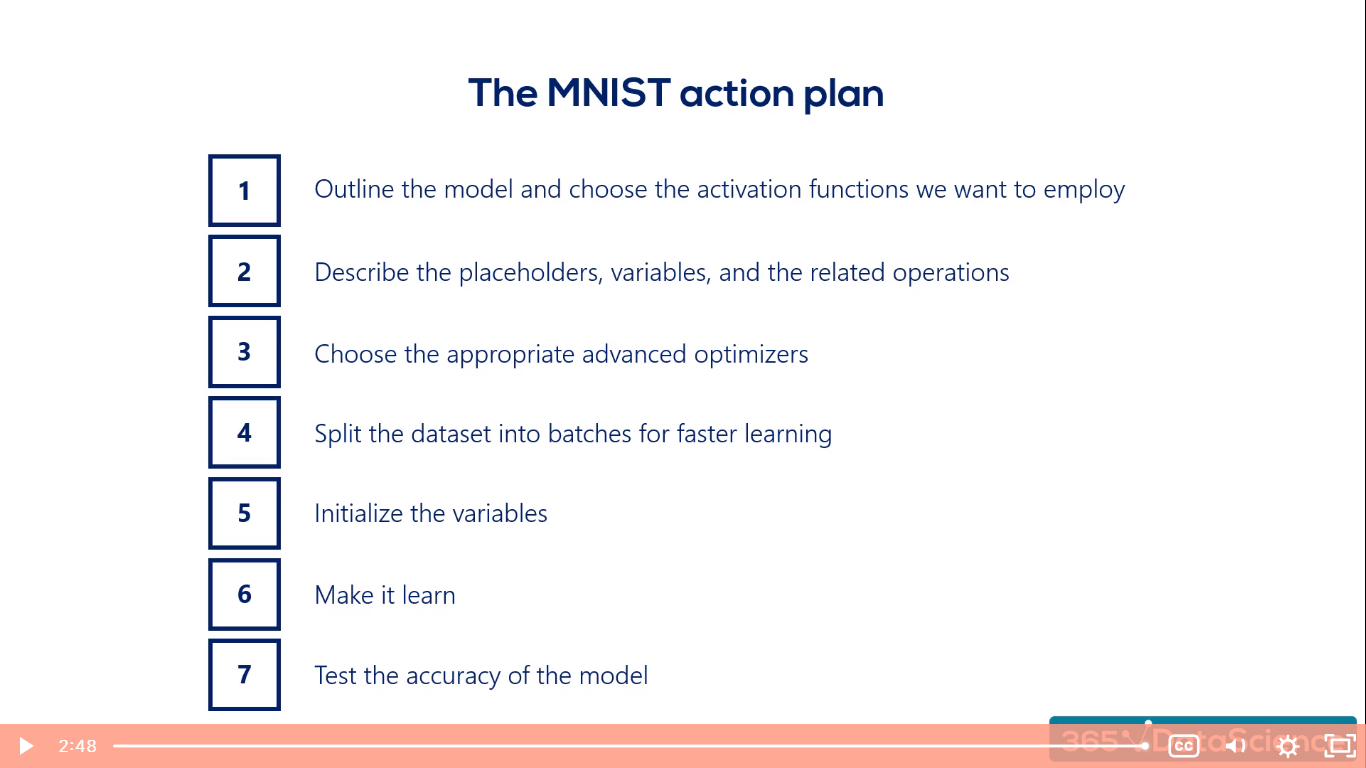 The MNIST action plan
1 Outline the model and choose the activation functions we want to employ
2 Describe the placeholders, variables, and the related operations
3 Choose the appropriate advanced optimizers
4 Split the dataset into batches for faster learning
5 Initialize the variables
6 Make it learn
7 Test the accuracy of the model
2:48
365 DataScience
CC